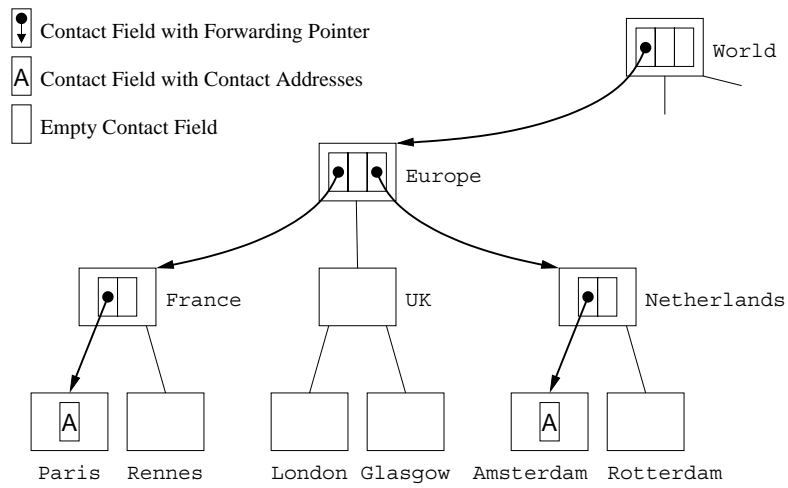 Contact Field with Forwarding Pointer
A Contact Field with Contact Addresses
Empty Contact Field
World
Europe
France
UK
Netherlands
A
A
Paris
Rennes
London
Glasgow
Amsterdam
Rotterdam